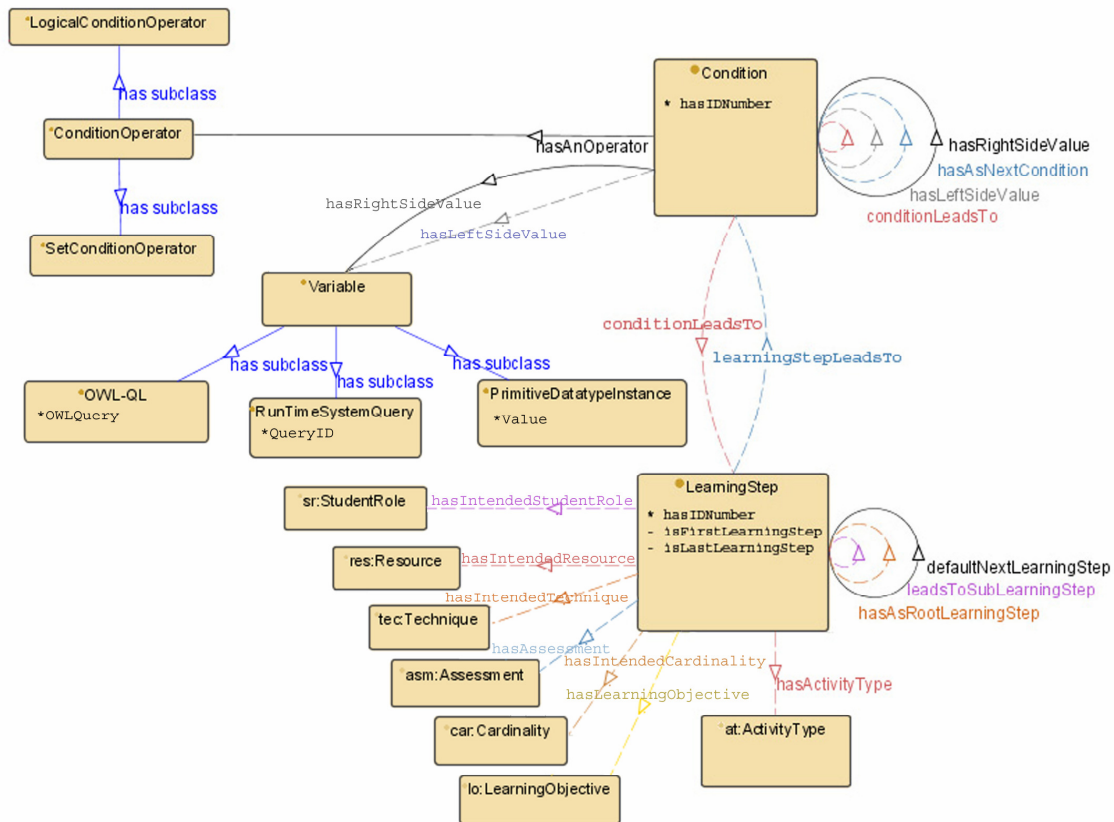 LogicalConditionOperator
has subclass
ConditionOperator
has subclass
SetConditionOperator
Condition
* hasIDNumber
hasAnOperator
hasRightSideValue
hasAsNextCondition
hasLeftSideValue
conditionLeadsTo
hasRightSideValue
hasLeftSideValue
Variable
has subclass
has subclass
has subclass
OWL-QL
*OWLQuery
RunTimeSystemQuery
*QueryID
PrimitiveDatatypeInstance
*Value
conditionLeadsTo
learningStepLeadsTo
LearningStep
* hasIDNumber
- isFirstLearningStep
- isLastLearningStep
defaultNextLearningStep
leadsToSubLearningStep
hasAsRootLearningStep
sr:StudentRole
hasIntendedStudentRole
res:Resource
hasIntendedResource
tec:Technique
hasIntendedTechnique
asm:Assessment
hasAssessment
car:Cardinality
hasIntendedCardinality
lo:LearningObjective
hasLearningObjective
hasActivityType
at:ActivityType